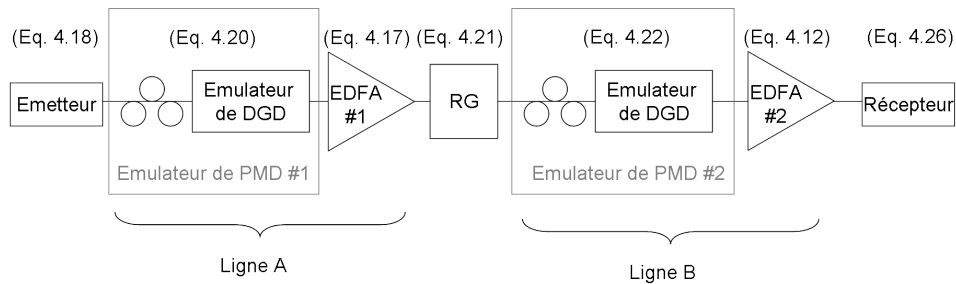 (Eq. 4.18) (Eq. 4.20) (Eq. 4.17) (Eq. 4.21) (Eq. 4.22) (Eq. 4.12) (Eq. 4.26)
Emetteur
Emulateur
de DGD
EDFA
#1
RG
Emulateur
de DGD
EDFA
#2
Récepteur
Emulateur de PMD #1
Emulateur de PMD #2
Ligne A
Ligne B